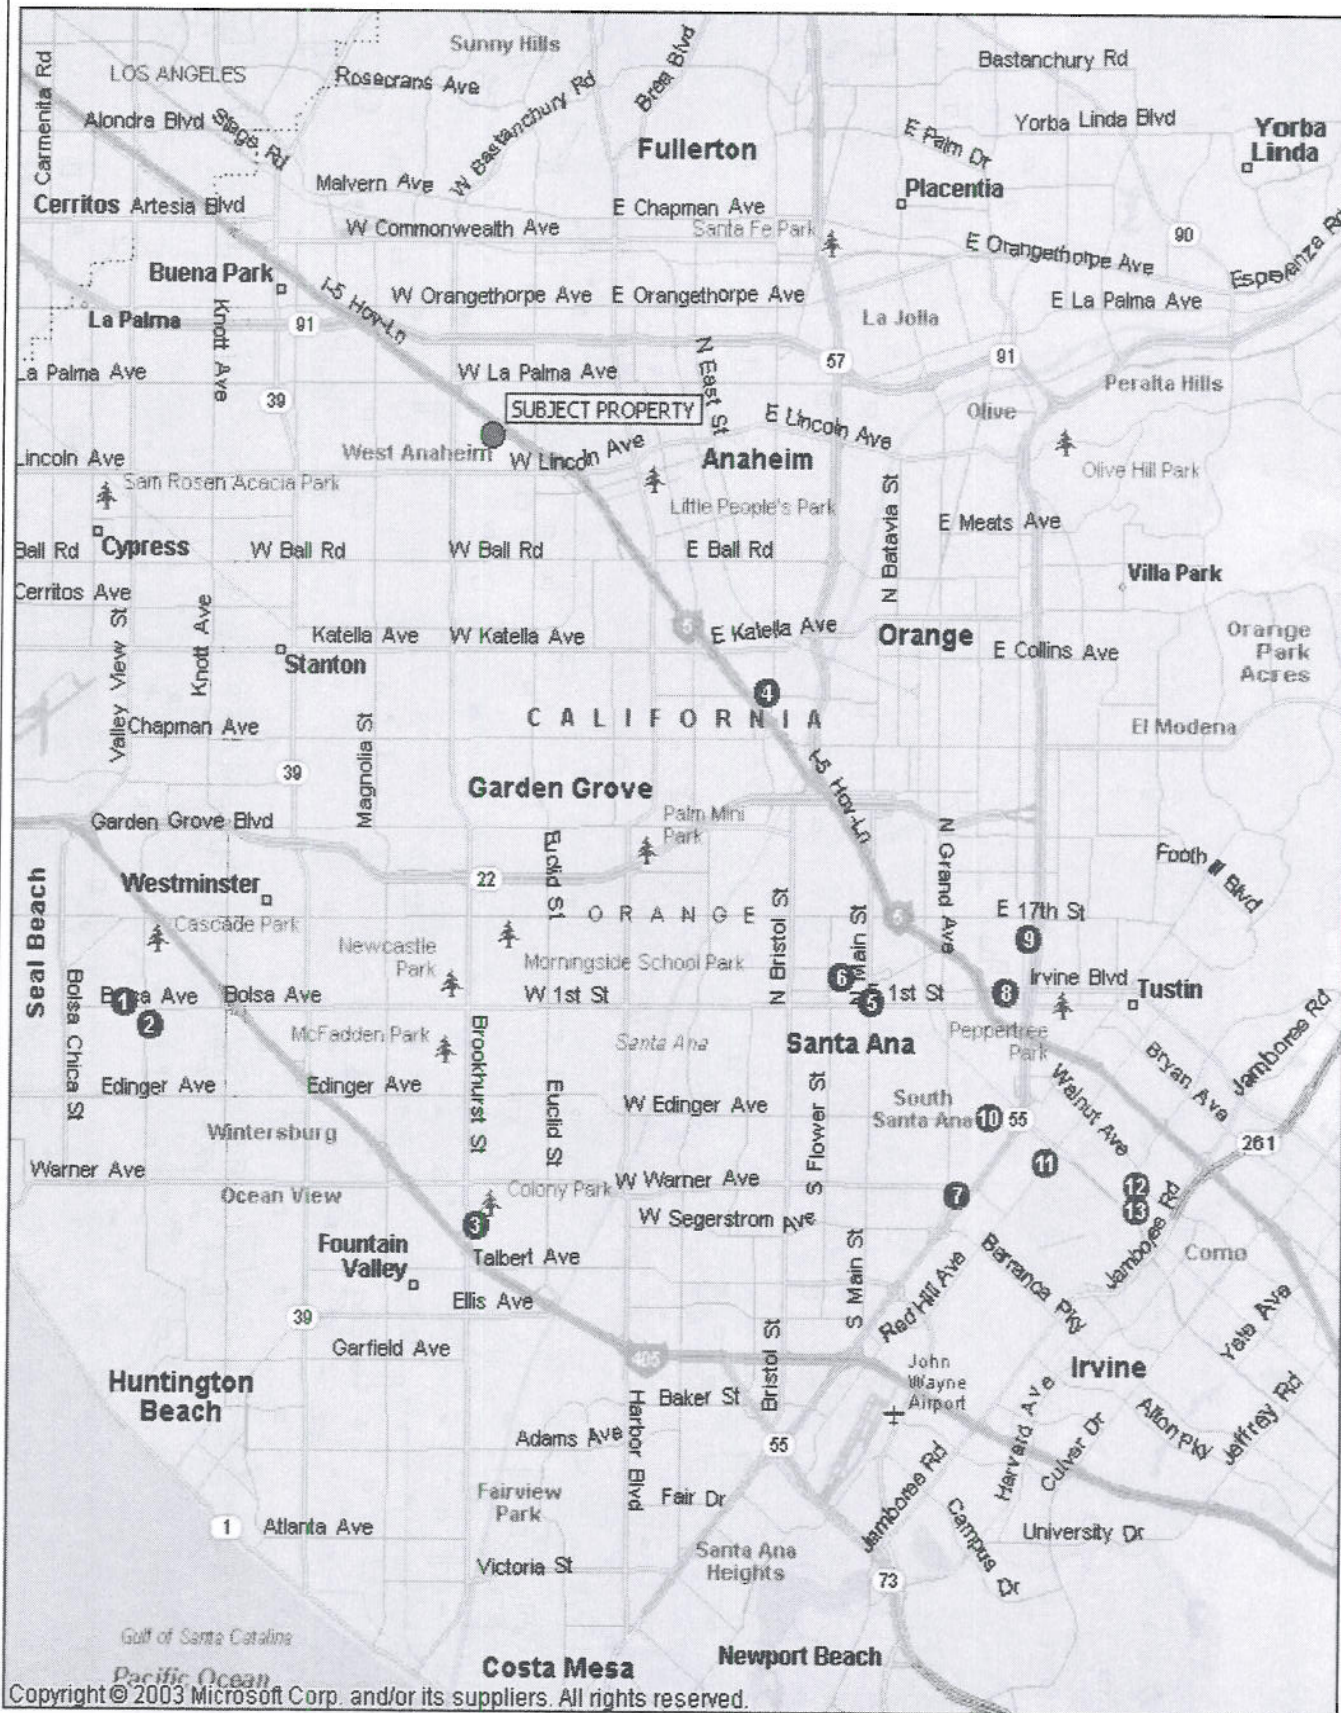 Sunny Hills
Bastanchury Rd
LOS ANGELES
Carmenita Rd
Rosecrans Ave
W Bastanchury Rd
Brea Blvd
Alondra Blvd
Stage Rd
Yorba Linda Blvd
Yorba
Linda
Fullerton
E Palm Dr
Malvern Ave
Placentia
Cerritos
Artesia Blvd
E Chapman Ave
W Commonwealth Ave
Santa Fe Park
90
E Orangethorpe Ave
Esperanza Rd
Buena Park
I-5 Hov-Ln
W Orangethorpe Ave
E Orangethorpe Ave
E La Palma Ave
La Palma
Knott Ave
91
La Jolla
La Palma Ave
W La Palma Ave
N East St
57
91
Peralta Hills
39
SUBJECT PROPERTY
E Lincoln Ave
Olive
West Anaheim
W Lincoln Ave
Lincoln Ave
Anaheim
Olive Hill Park
Sam Rosen Acacia Park
Little People's Park
N Batavia St
E Meats Ave
Ball Rd
Cypress
W Ball Rd
W Ball Rd
E Ball Rd
Villa Park
Cerritos Ave
Valley View St
Knott Ave
Katella Ave
W Katella Ave
5
E Katella Ave
Orange
E Collins Ave
Orange
Park
Acres
Stanton
4
CALIFORNIA
Chapman Ave
Magnolia St
El Modena
39
I-5 Hov-Ln
Garden Grove
Garden Grove Blvd
Palm Mini
Park
Euclid St
N Grand Ave
Foothill Blvd
Seal Beach
Westminster
22
ORANGE
N Bristol St
N Main St
5
E 17th St
Cascade Park
9
Newcastle
Park
Morningside School Park
6
Irvine Blvd
Bolsa Chica St
Bolsa Ave
1
Bolsa Ave
W 1st St
5
1st St
8
Tustin
2
McFadden Park
Brookhurst St
Santa Ana
Santa Ana
Peppertree
Park
Jamboree Rd
Bryan Ave
Walnut Ave
Edinger Ave
Edinger Ave
Euclid St
W Edinger Ave
S Flower St
South
Santa Ana
10
55
Wintersburg
261
11
Warner Ave
Ocean View
Colony Park
W Warner Ave
7
12
13
Jamboree Rd
3
W Segerstrom Ave
Fountain
Valley
Talbert Ave
S Main St
Red Hill Ave
Barranca Pky
Como
Ellis Ave
39
Yale Ave
Garfield Ave
405
Bristol St
John
Wayne
Airport
Irvine
Huntington
Beach
Harbor Blvd
Baker St
Harvard Ave
Culver Dr
Alton Pky
Jeffrey Rd
Adams Ave
55
Jamboree Rd
Fairview
Park
Fair Dr
Campus Dr
1
Atlanta Ave
University Dr
Santa Ana
Heights
Victoria St
73
Gulf of Santa Catalina
Pacific Ocean
Costa Mesa
Newport Beach
Copyright © 2003 Microsoft Corp. and/or its suppliers. All rights reserved.